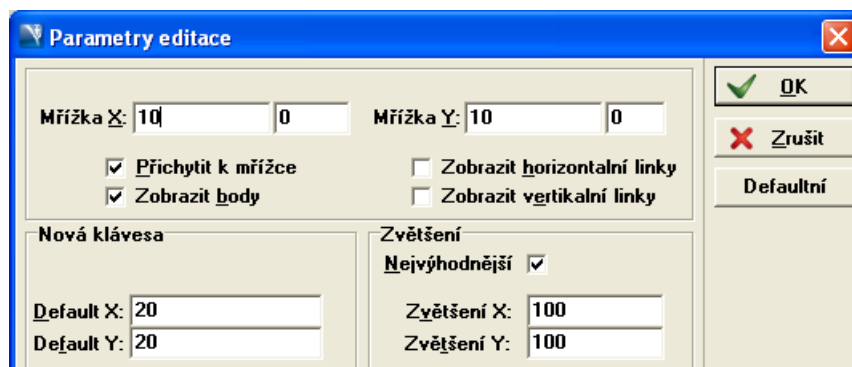 Parametry editace
Mřížka X: 10 0 Mřížka Y: 10 0
Přichytit k mřížce
Zobrazit horizontalní linky
Zobrazit body
Zobrazit vertikalní linky
OK
Zrušit
Defaultní
Nová klávesa
Default X: 20
Default Y: 20
Zvětšení
Nejvýhodnější
Zvětšení X: 100
Zvětšení Y: 100